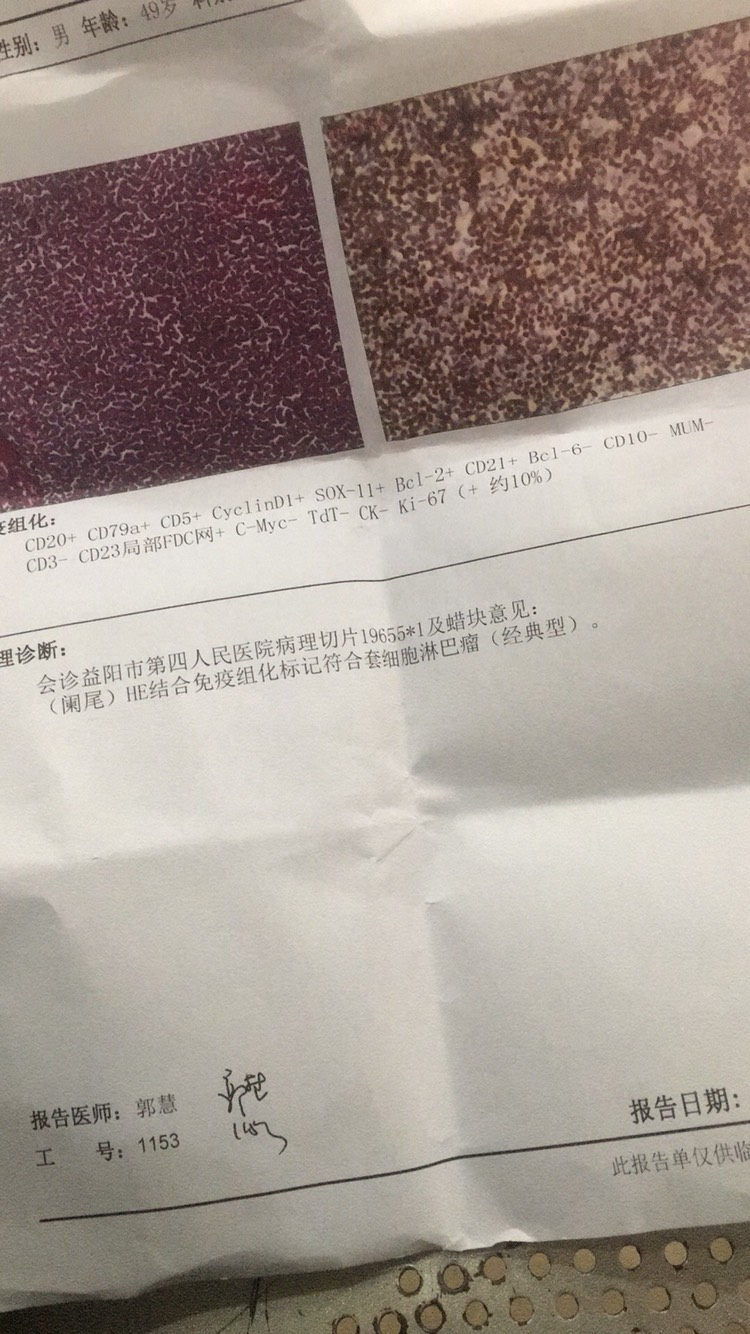 性别：男 年龄：49岁
疫组化：
CD20+ CD79a+ CD5+ CyclinD1+ SOX-11+ Bcl-2+ CD21+ Bcl-6- CD10- MUM-
CD3- CD23局部FDC网+ C-Myc- TdT- CK- Ki-67（+ 约10%）
理诊断：
会诊益阳市第四人民医院病理切片19655*1及蜡块意见：
（阑尾）HE结合免疫组化标记符合套细胞淋巴瘤（经典型）。
报告医师：郭慧
工 号：1153
报告日期：
此报告单仅供临